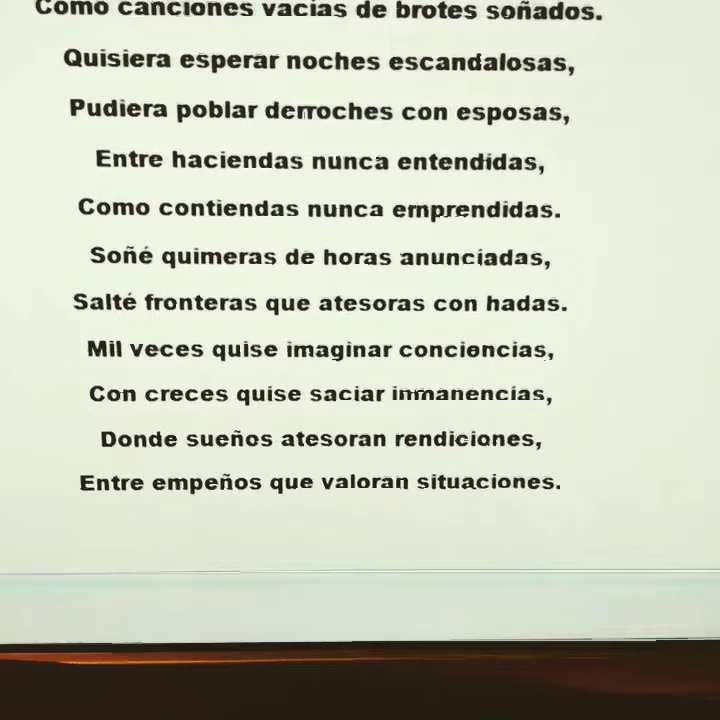 Como canciones vacías de brotes soñados.
Quisiera esperar noches escandalosas,
Pudiera poblar derroches con esposas,
Entre haciendas nunca entendidas,
Como contiendas nunca emprendidas.
Soñé quimeras de horas anunciadas,
Salté fronteras que atesoras con hadas.
Mil veces quise imaginar conciencias,
Con creces quise saciar inmanencias,
Donde sueños atesoran rendiciones,
Entre empeños que valoran situaciones.